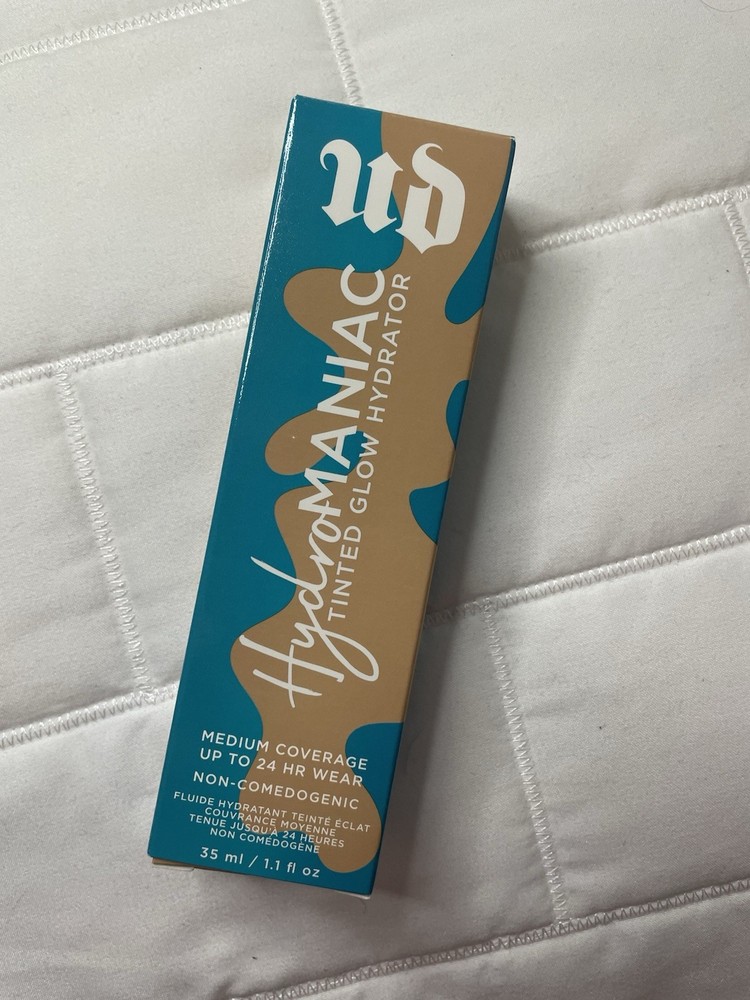 UD
HydroMANIAC
TINTED GLOW HYDRATOR
MEDIUM COVERAGE
UP TO 24 HR WEAR
NON-COMEDOGENIC
FLUIDE HYDRATANT TEINTÉ ÉCLAT
COUVRANCE MOYENNE
TENUE JUSQU'À 24 HEURES
NON COMÉDOGÈNE
35 ml / 1.1 fl oz